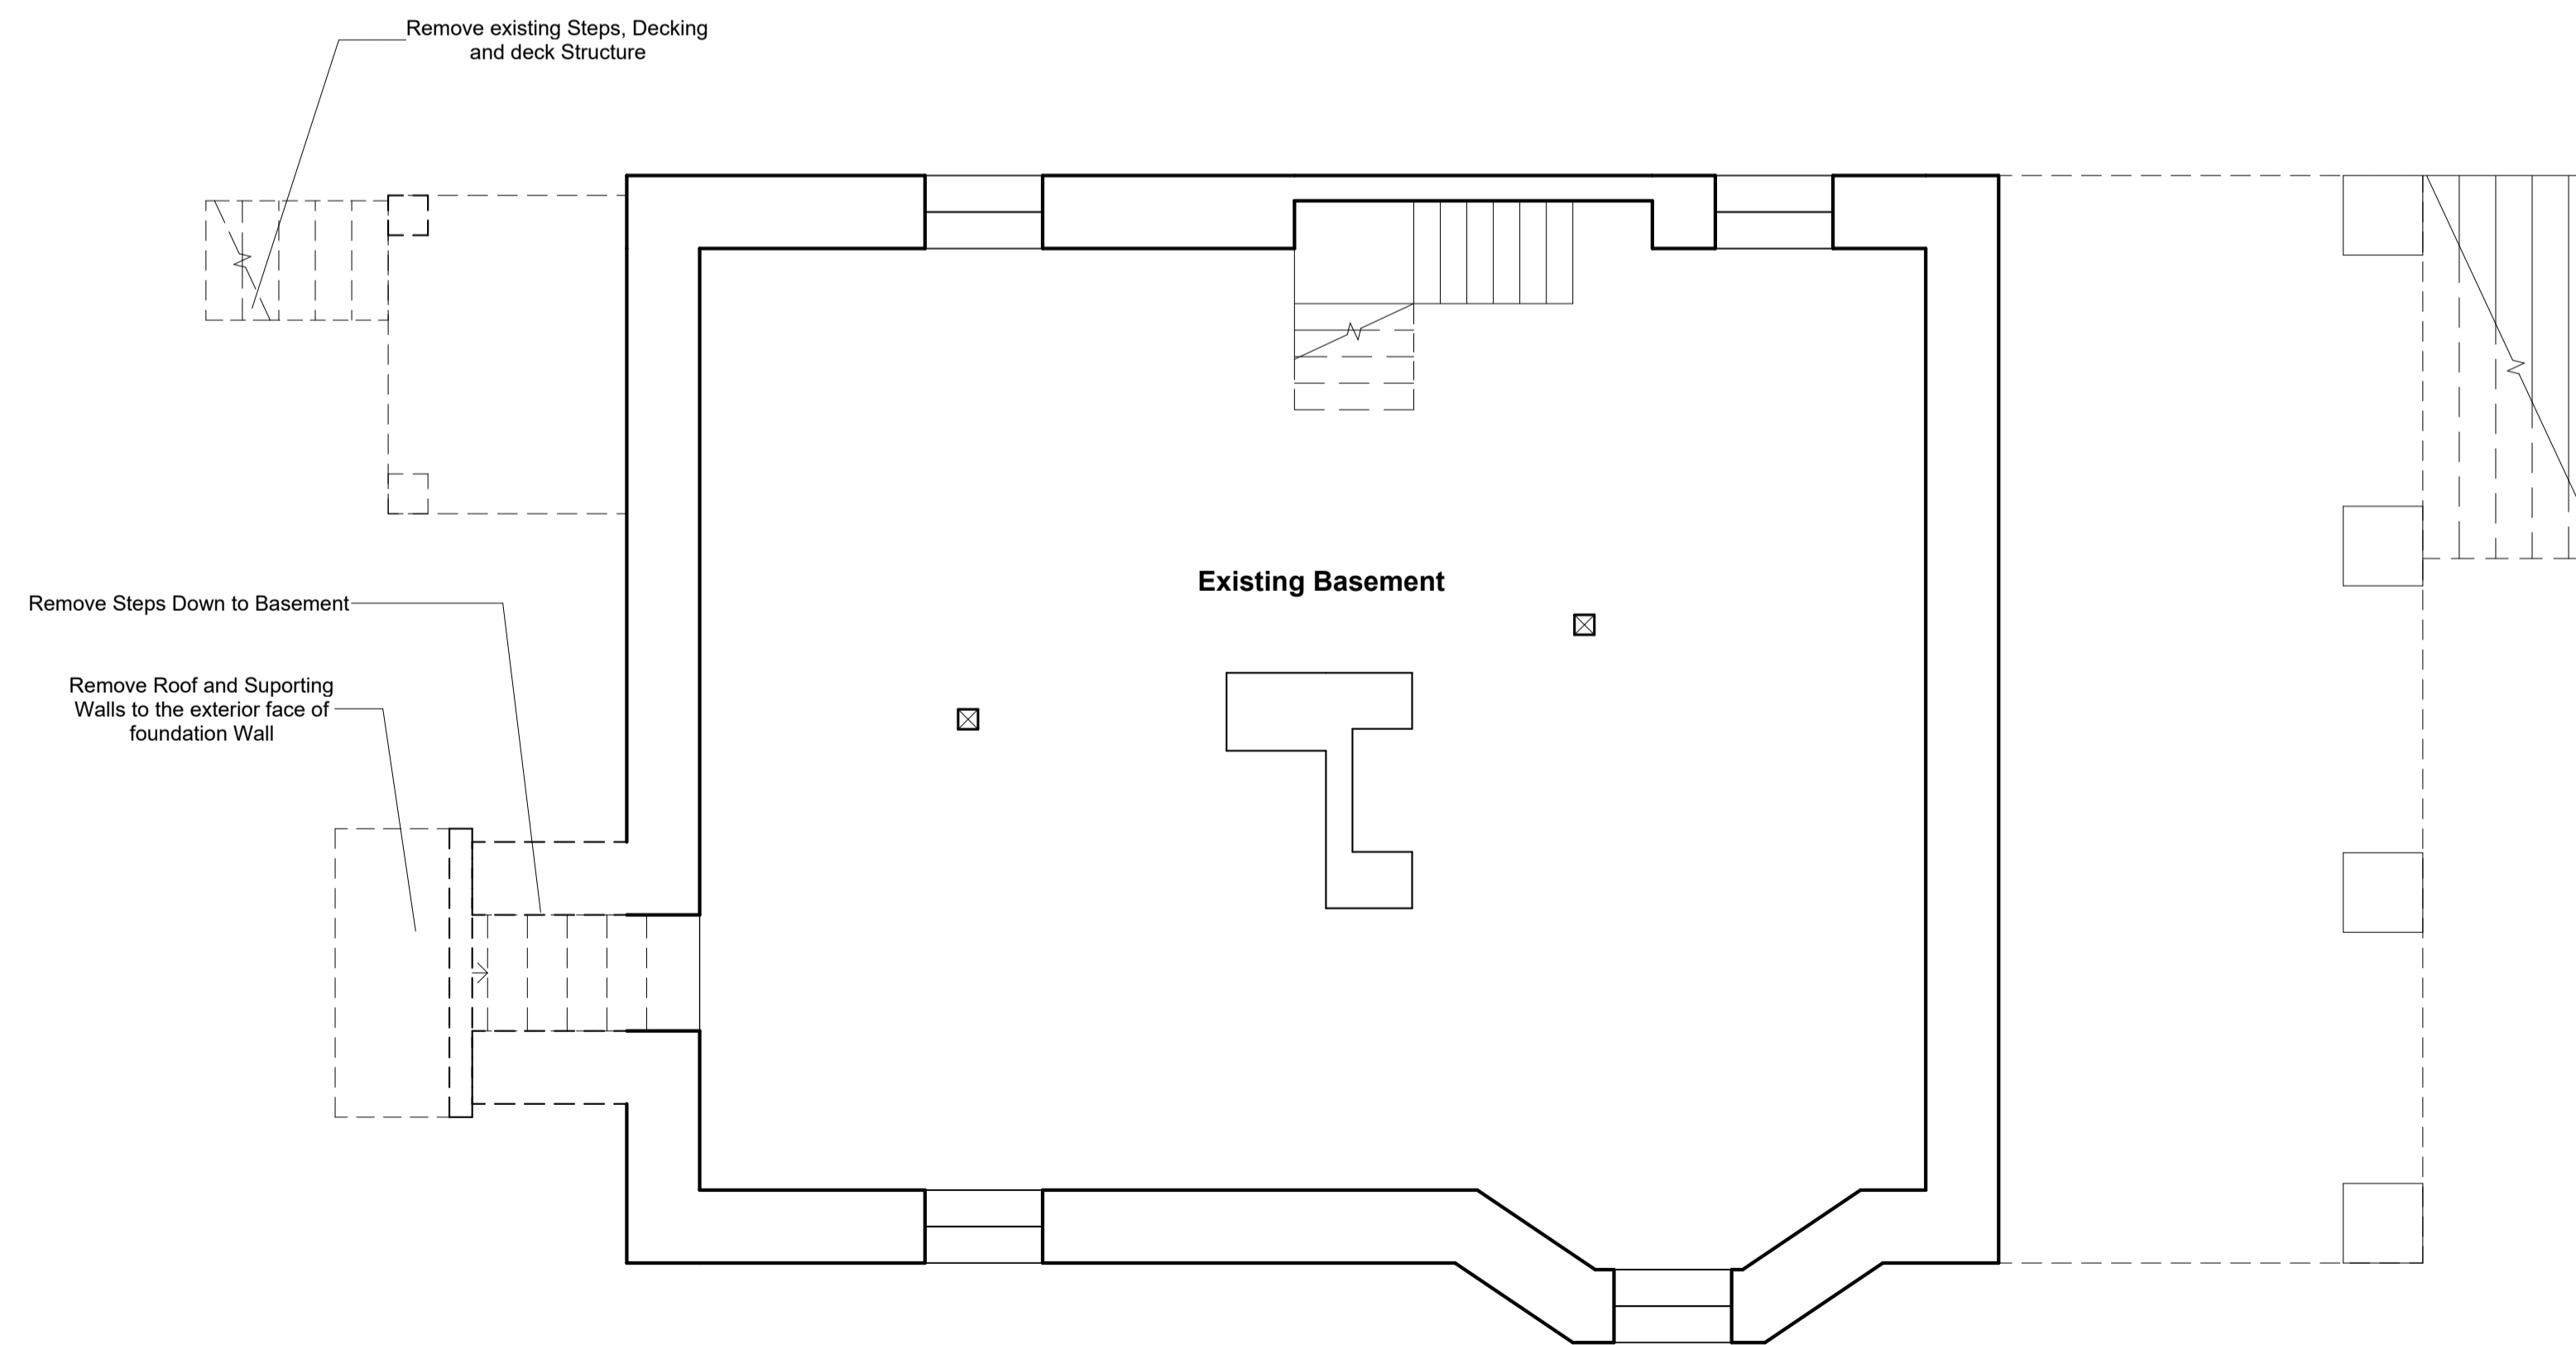 Remove existing Steps, Decking
and deck Structure
Existing Basement
Remove Steps Down to Basement
Remove Roof and Suporting
Walls to the exterior face of
foundation Wall